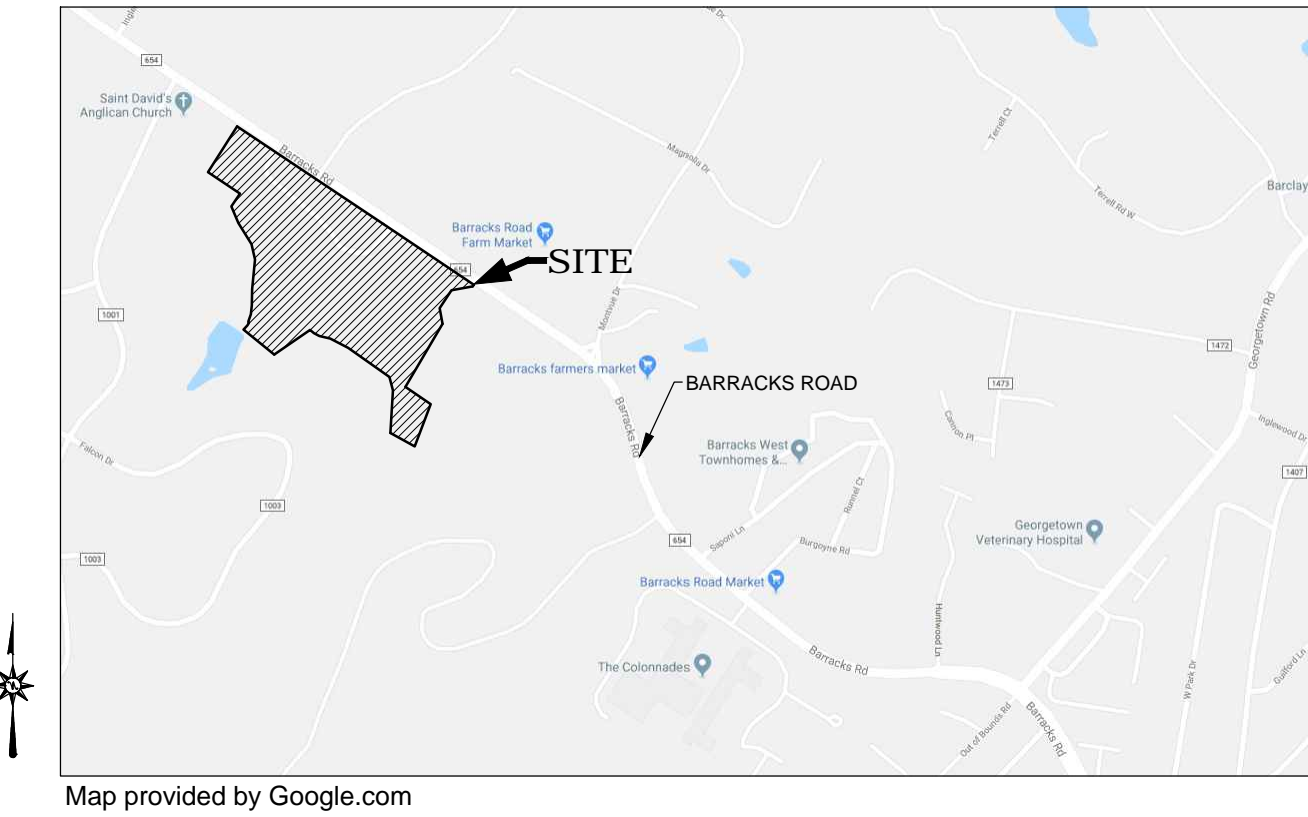 654
Saint David's
Anglican Church
Barracks Rd
Magnolia Dr
Terrell Ct
Terrell Rd W
Barclay
Barracks Road
Farm Market
SITE
654
1001
Montvue Dr
Georgetown Rd
1472
Barracks farmers market
BARRACKS ROAD
1473
Barracks Rd
Cannon Pl
Inglewood Dr
Falcon Dr
Barracks West
Townhomes &...
1407
Runnel Ct
1003
Georgetown
Veterinary Hospital
654
Saponi Ln
Burgoyne Rd
1003
Barracks Road Market
Huntwood Ln
The Colonnades
Barracks Rd
W Park Dr
Guilford Ln
Out of Bounds Rd
Barracks Rd
Map provided by Google.com